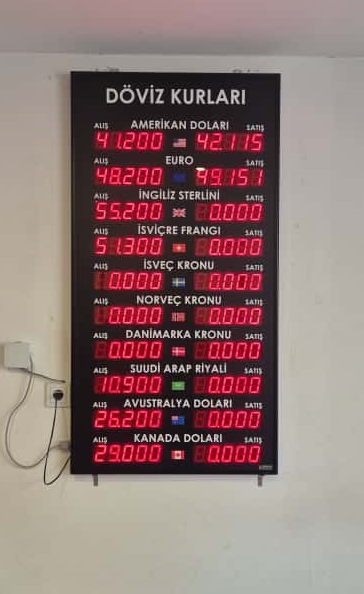 DÖVİZ KURLARI
ALIŞ AMERİKAN DOLARI SATIŞ
41.200 42.115
ALIŞ EURO SATIŞ
48.200 49.151
ALIŞ İNGİLİZ STERLİNİ SATIŞ
55.200 0.000
ALIŞ İSVİÇRE FRANGI SATIŞ
51.300 0.000
ALIŞ İSVEÇ KRONU SATIŞ
0.000 0.000
ALIŞ NORVEÇ KRONU SATIŞ
0.000 0.000
ALIŞ DANİMARKA KRONU SATIŞ
0.000 0.000
ALIŞ SUUDİ ARAP RİYALİ SATIŞ
10.900 0.000
ALIŞ AVUSTRALYA DOLARI SATIŞ
26.200 0.000
ALIŞ KANADA DOLARI SATIŞ
29.000 0.000